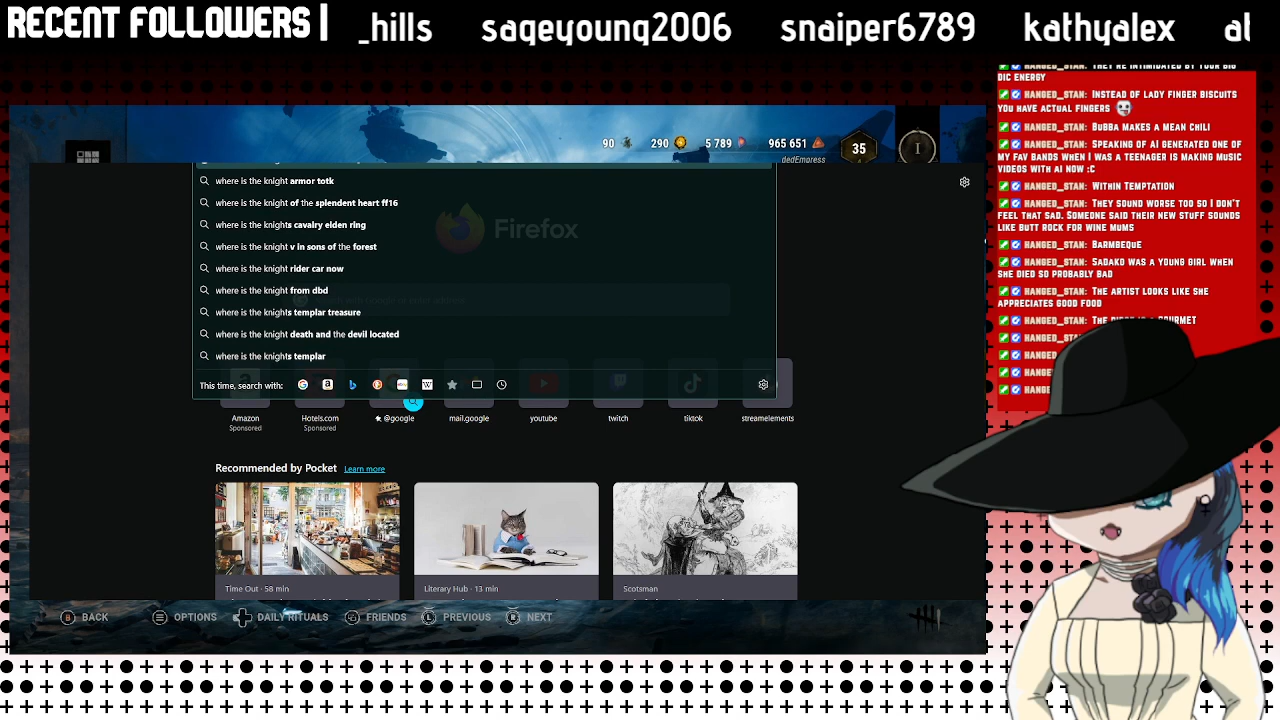 RECENT FOLLOWERS | _hills sageyoung2006 snaiper6789 kathyalex
90 290 5 789 965 651 35 I
dedEmpress
where is the knight armor totk
where is the knight of the splendent heart ff16
where is the knights cavalry elden ring
where is the knight v in sons of the forest
where is the knight rider car now
where is the knight from dbd
where is the knights templar treasure
where is the knight death and the devil located
where is the knights templar
Firefox
This time, search with:
Amazon
Sponsored
Hotels.com
Sponsored
@google
mail.google
youtube
twitch
tiktok
streamelements
Recommended by Pocket Learn more
Time Out · 58 min
Literary Hub · 13 min
Scotsman
B BACK
OPTIONS
DAILY RITUALS
FRIENDS
L PREVIOUS
R NEXT
HANGED_STAN: THEY'RE INTIMIDATED BY YOUR BIG
DIC ENERGY
HANGED_STAN: INSTEAD OF LADY FINGER BISCUITS
YOU HAVE ACTUAL FINGERS
HANGED_STAN: BUBBA MAKES A MEAN CHILI
HANGED_STAN: SPEAKING OF AI GENERATED ONE OF
MY FAV BANDS WHEN I WAS A TEENAGER IS MAKING MUSIC
VIDEOS WITH AI NOW :C
HANGED_STAN: WITHIN TEMPTATION
HANGED_STAN: THEY SOUND WORSE TOO SO I DON'T
FEEL THAT SAD. SOMEONE SAID THEIR NEW STUFF SOUNDS
LIKE BUTT ROCK FOR WINE MUMS
HANGED_STAN: BARMBEQUE
HANGED_STAN: SADAKO WAS A YOUNG GIRL WHEN
SHE DIED SO PROBABLY BAD
HANGED_STAN: THE ARTIST LOOKS LIKE SHE
APPRECIATES GOOD FOOD
HANGED_STAN: THE
HANGED_STAN:
HANGED_STAN:
HANGED_STAN:
HANGED_STAN: